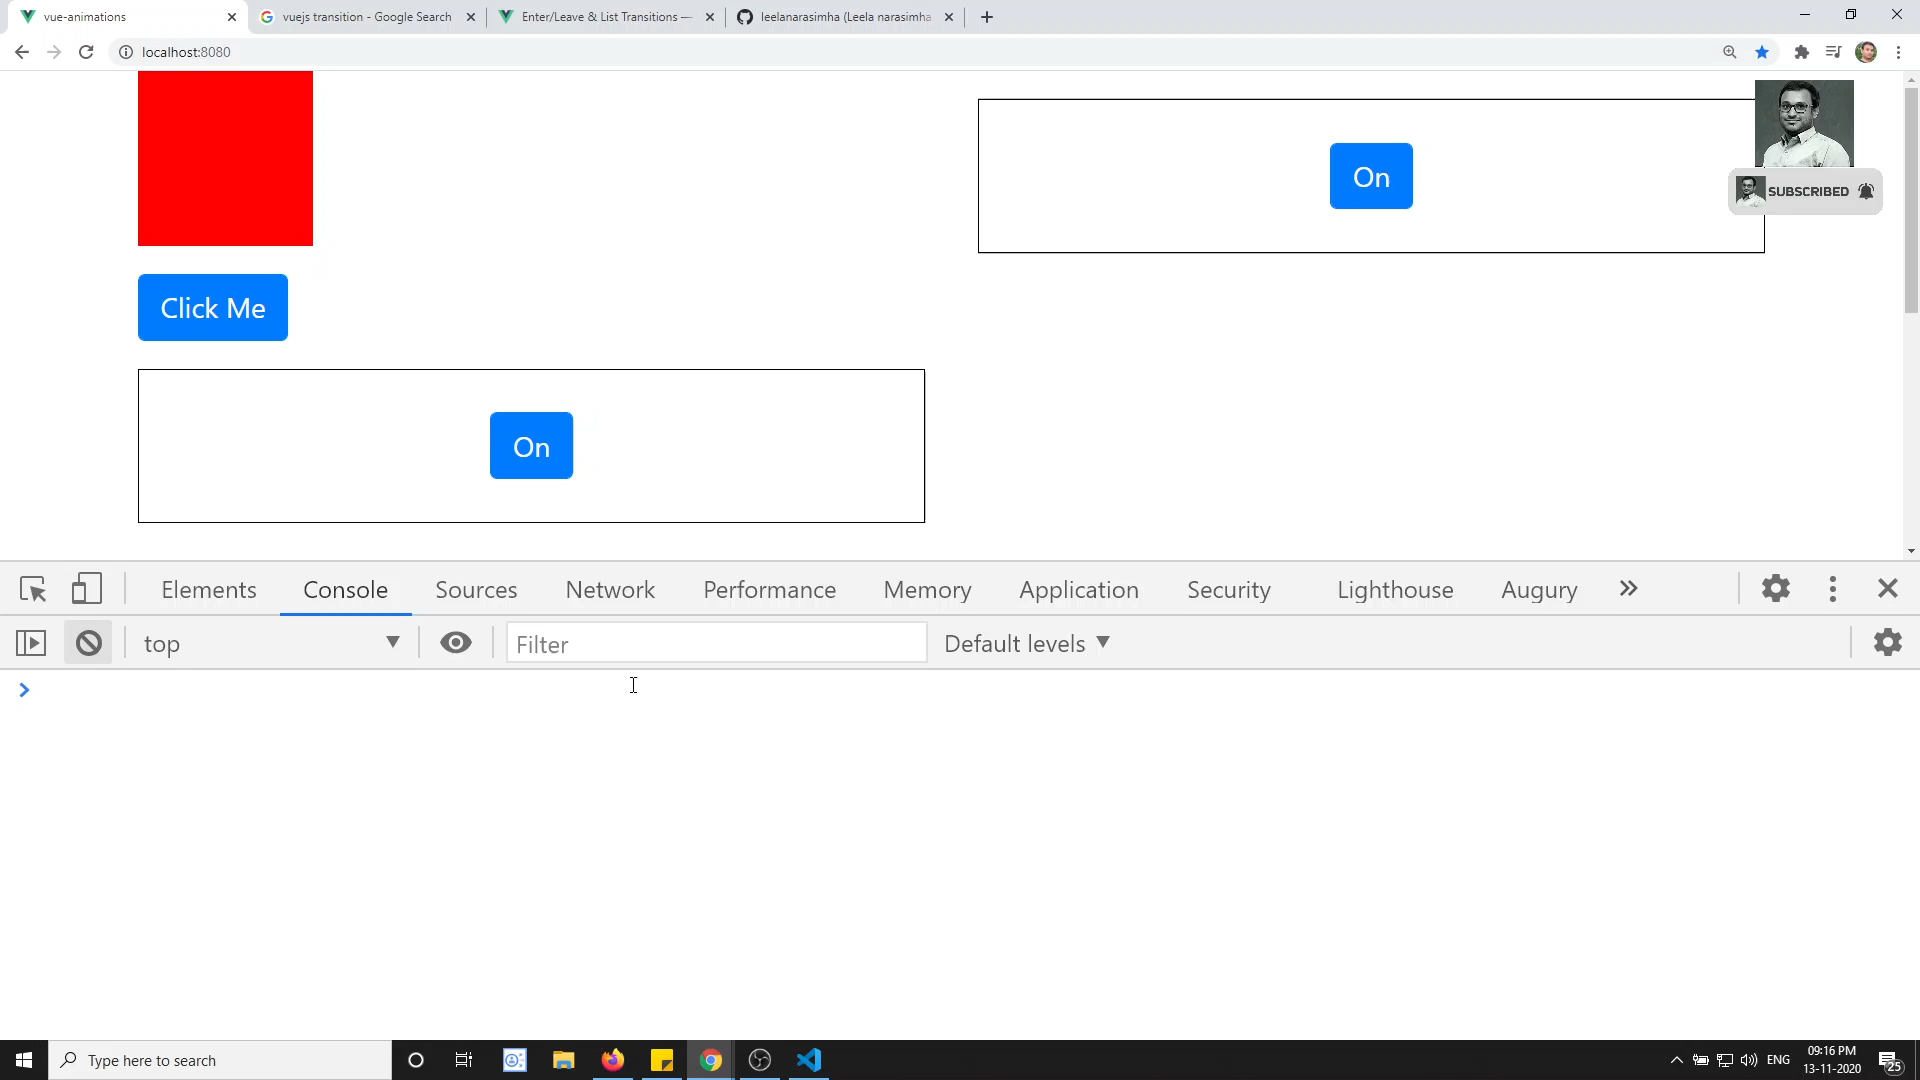 vue-animations
vuejs transition - Google Search
Enter/Leave & List Transitions —
leelanarasimha (Leela narasimha
localhost:8080
On
SUBSCRIBED
Click Me
On
Elements
Console
Sources
Network
Performance
Memory
Application
Security
Lighthouse
Augury
top
Filter
Default levels
Type here to search
ENG
09:16 PM
13-11-2020
25